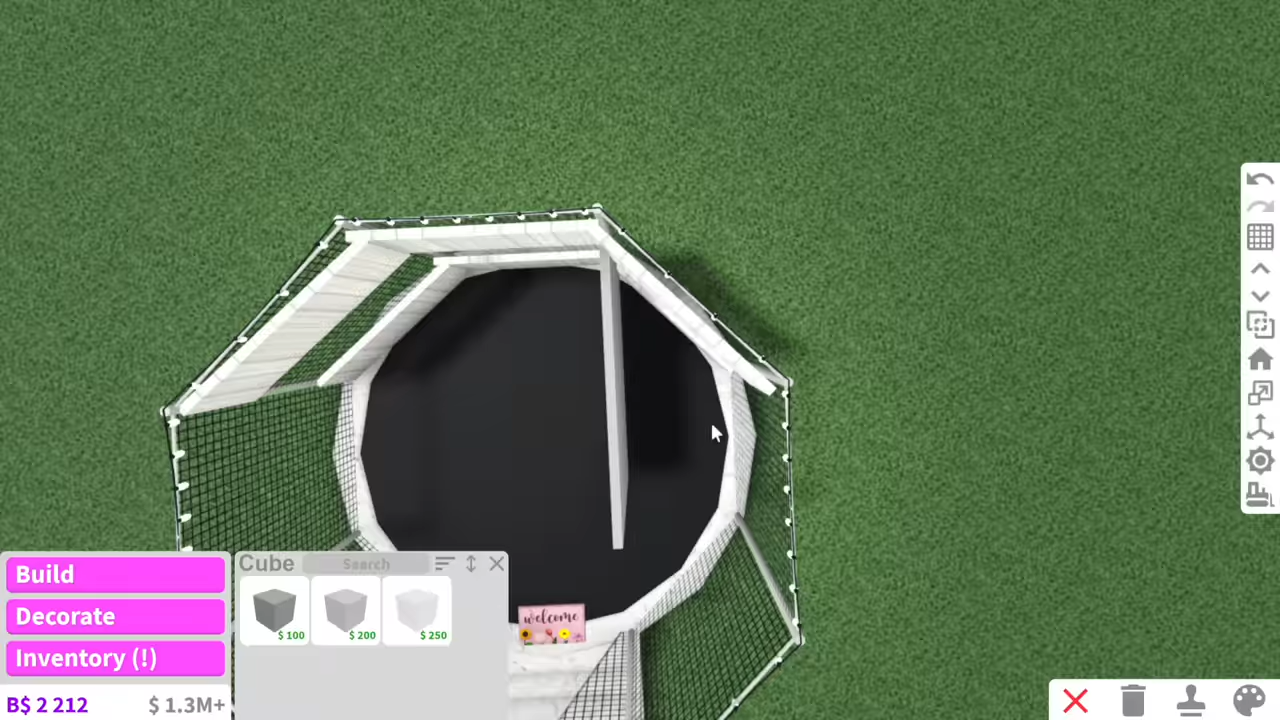 welcome
Build
Decorate
Inventory (!)
B$ 2 212 $ 1.3M+
Cube Search
$ 100 $ 200 $ 250